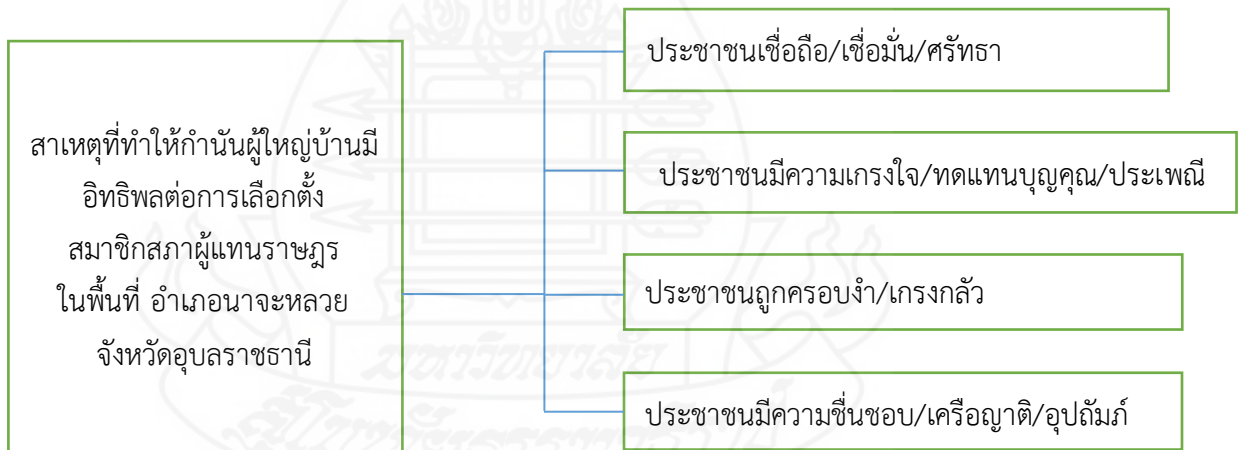 สาเหตุที่ทำให้กำนันผู้ใหญ่บ้านมี
อิทธิพลต่อการเลือกตั้ง
สมาชิกสภาผู้แทนราษฎร
ในพื้นที่ อำเภอนาจะหลวย
จังหวัดอุบลราชธานี
ประชาชนเชื่อถือ/เชื่อมั่น/ศรัทธา
ประชาชนมีความเกรงใจ/ทดแทนบุญคุณ/ประเพณี
ประชาชนถูกครอบงำ/เกรงกลัว
ประชาชนมีความชื่นชอบ/เครือญาติ/อุปถัมภ์